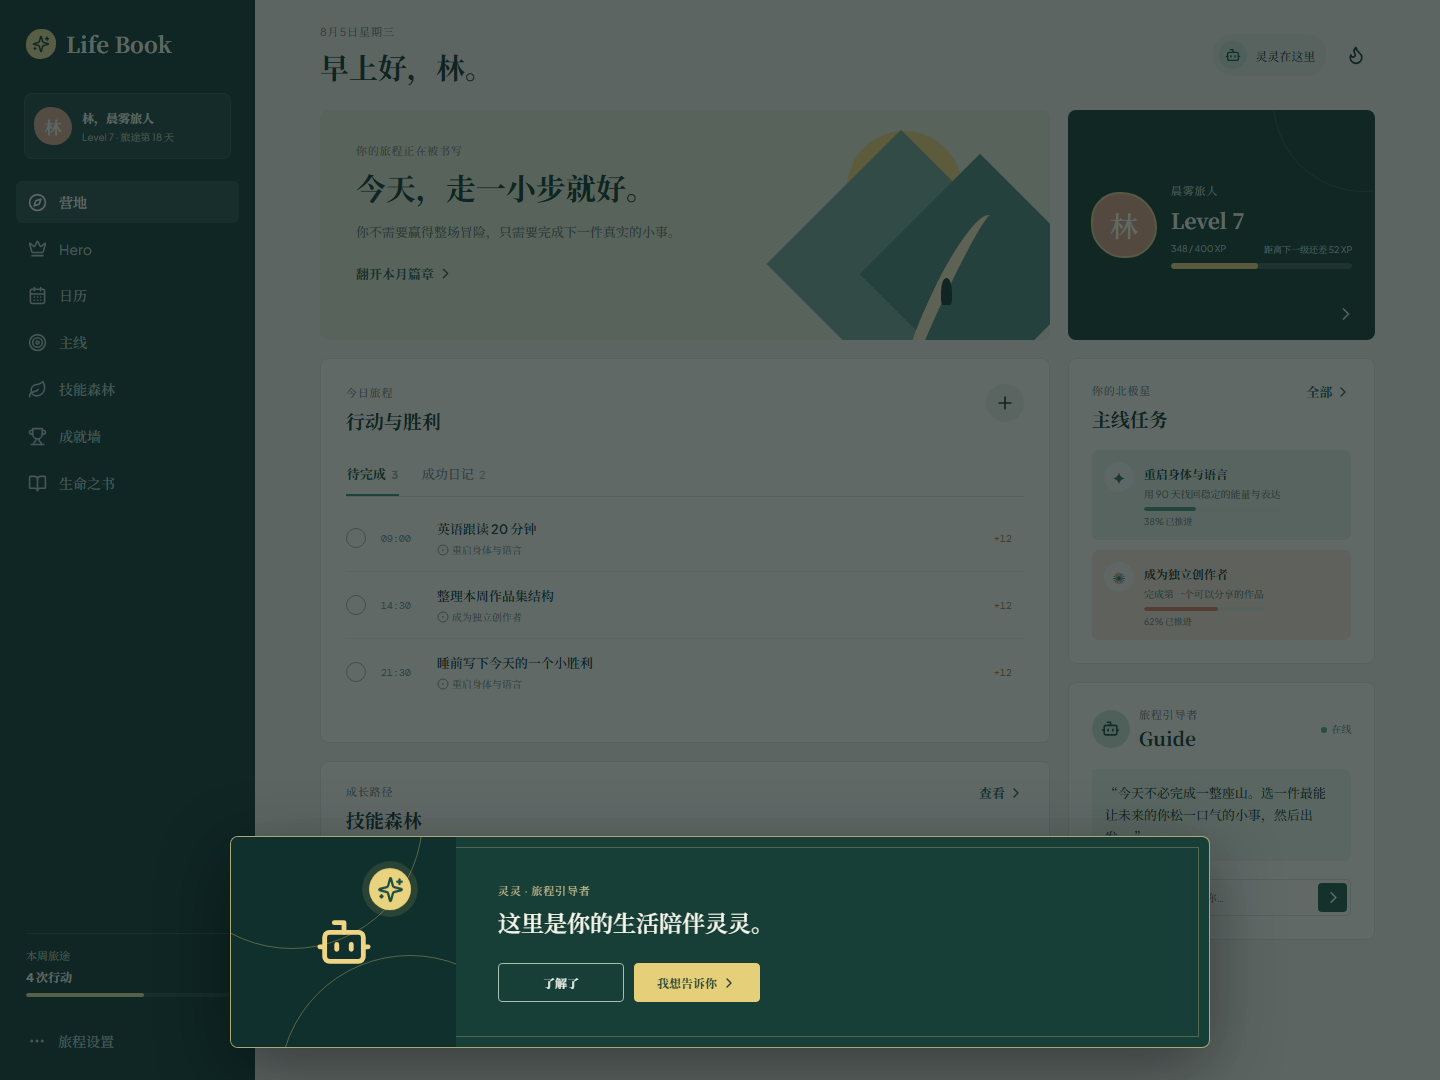 Life Book
林，晨雾旅人
Level 7 · 旅途第 18 天
林
营地
Hero
日历
主线
技能森林
成就墙
生命之书
本周旅途
4 次行动
旅程设置
8月5日星期三
早上好，林。
灵灵在这里
你的旅程正在被书写
今天，走一小步就好。
你不需要赢得整场冒险，只需要完成下一件真实的小事。
翻开本月篇章
林
晨雾旅人
Level 7
348 / 400 XP
距离下一级还差 52 XP
今日旅程
行动与胜利
待完成 3
成功日记 2
09:00
英语跟读 20 分钟
重启身体与语言
+12
14:30
整理本周作品集结构
成为独立创作者
+12
21:30
睡前写下今天的一个小胜利
重启身体与语言
+12
你的北极星
主线任务
全部
重启身体与语言
用 90 天找回稳定的能量与表达
38% 已推进
成为独立创作者
完成第一个可以分享的作品
62% 已推进
旅程引导者
Guide
在线
“今天不必完成一整座山。选一件最能
让未来的你松一口气的小事，然后出
成长路径
技能森林
查看
灵灵 · 旅程引导者
这里是你的生活陪伴灵灵。
了解了
我想告诉你